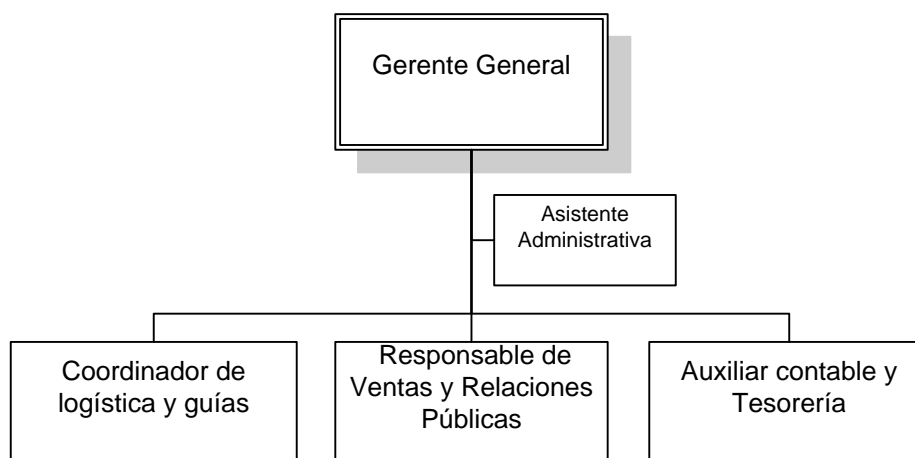 Gerente General
Asistente
Administrativa
Coordinador de
logística y guías
Responsable de
Ventas y Relaciones
Públicas
Auxiliar contable y
Tesorería